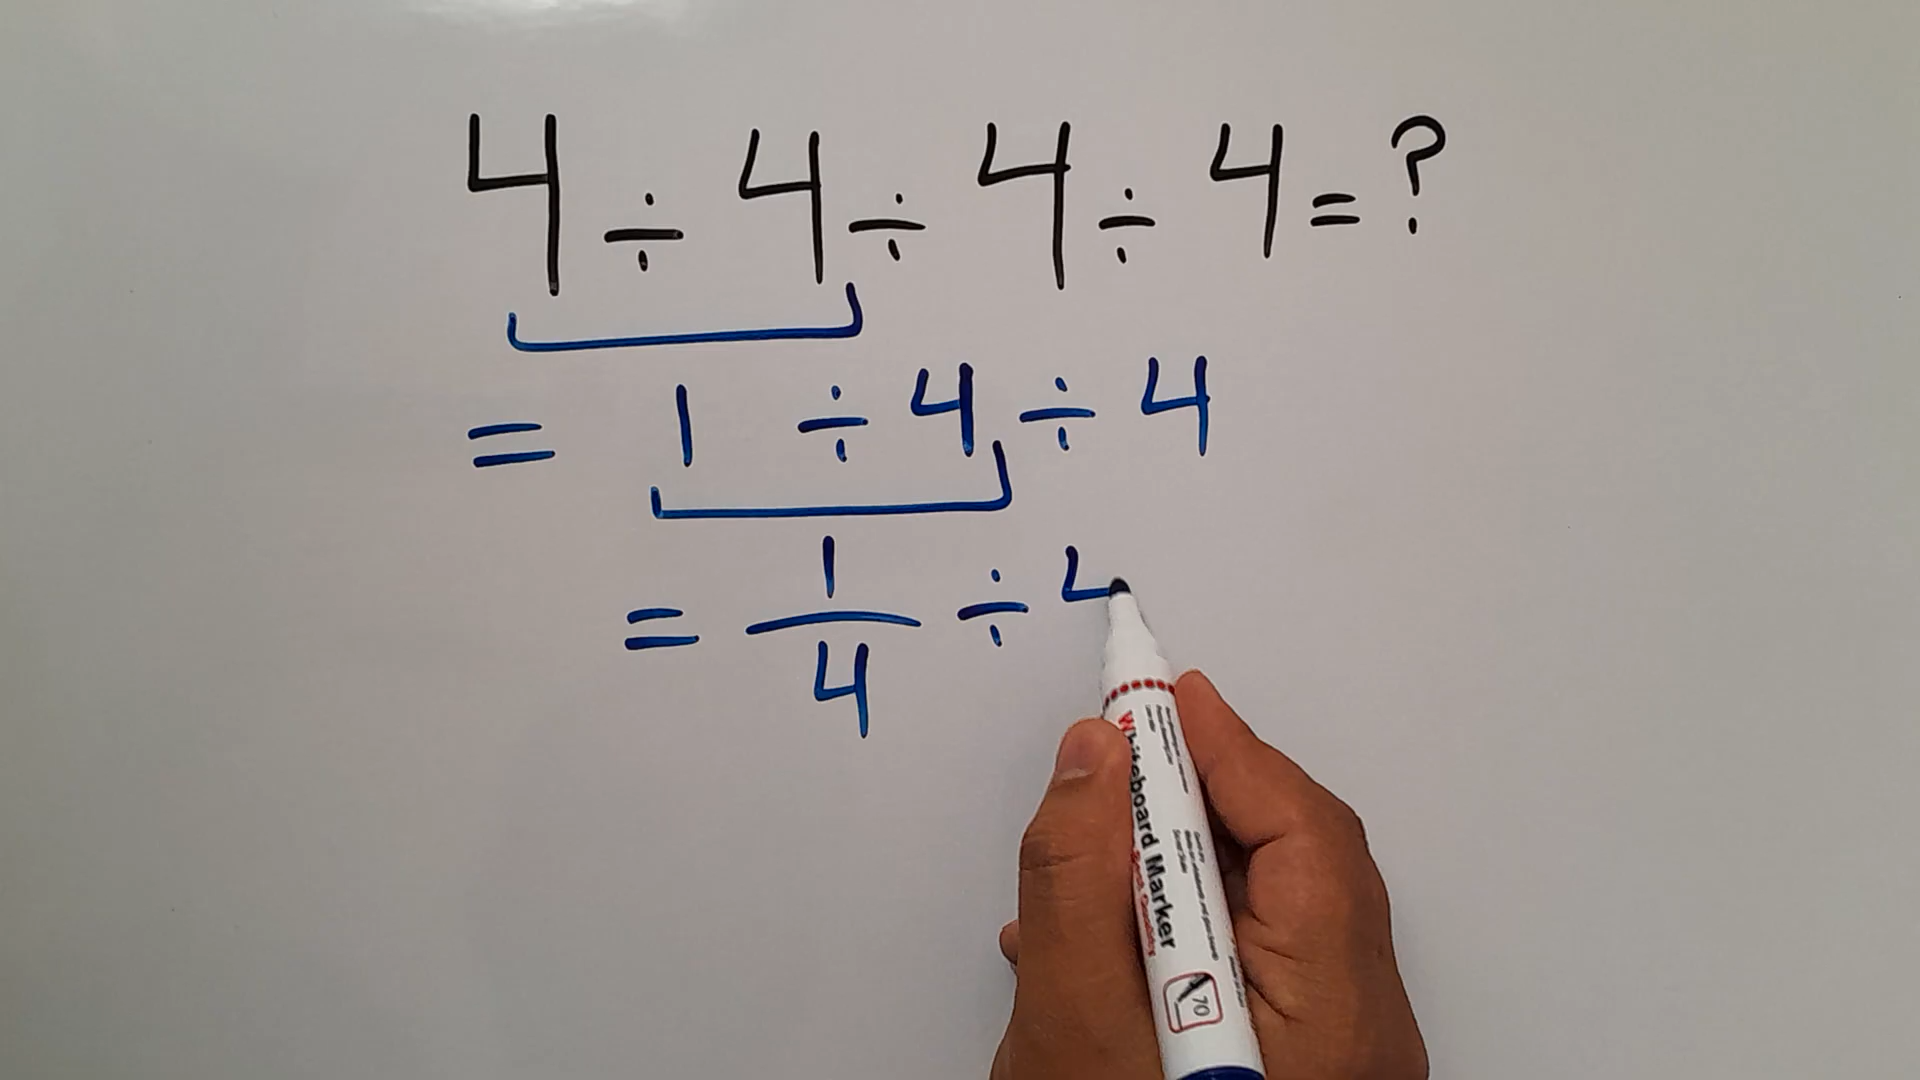 4 ÷ 4 ÷ 4 ÷ 4 = ?
= 1 ÷ 4 ÷ 4
= 1/4 ÷ 4
Whiteboard Marker
70